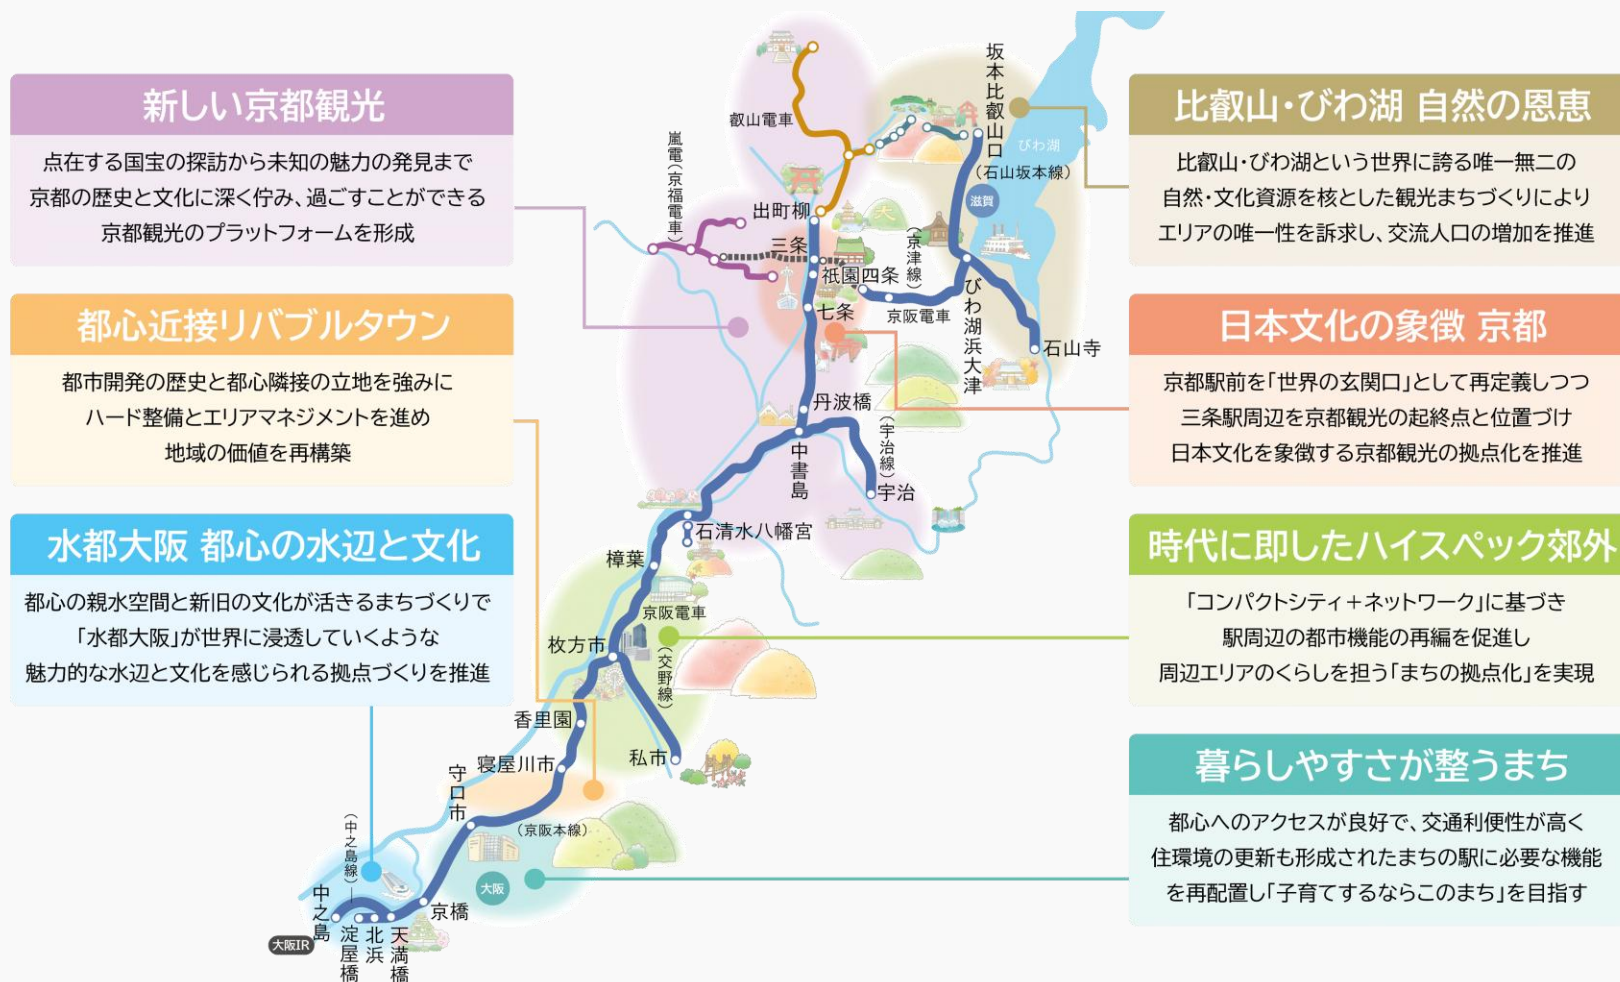 新しい京都観光
点在する国宝の探訪から未知の魅力の発見まで
京都の歴史と文化に深く佇み、過ごすことができる
京都観光のプラットフォームを形成
都心近接リバブルタウン
都市開発の歴史と都心隣接の立地を強みに
ハード整備とエリアマネジメントを進め
地域の価値を再構築
水都大阪 都心の水辺と文化
都心の親水空間と新旧の文化が活きるまちづくりで
「水都大阪」が世界に浸透していくような
魅力的な水辺と文化を感じられる拠点づくりを推進
坂本比叡山口
叡山電車
嵐電(京福電車)
びわ湖
(石山坂本線)
滋賀
出町柳
大
三条
(京津線)
祇園四条
七条
京阪電車
びわ湖浜大津
石山寺
丹波橋
(宇治線)
中書島
宇治
石清水八幡宮
樟葉
京阪電車
枚方市
(交野線)
香里園
私市
寝屋川市
守口市
(京阪本線)
(中之島線)
大阪
京橋
中之島
大阪IR
淀屋橋
北浜
天満橋
比叡山・びわ湖 自然の恩恵
比叡山・びわ湖という世界に誇る唯一無二の
自然・文化資源を核とした観光まちづくりにより
エリアの唯一性を訴求し、交流人口の増加を推進
日本文化の象徴 京都
京都駅前を「世界の玄関口」として再定義しつつ
三条駅周辺を京都観光の起終点と位置づけ
日本文化を象徴する京都観光の拠点化を推進
時代に即したハイスペック郊外
「コンパクトシティ+ネットワーク」に基づき
駅周辺の都市機能の再編を促進し
周辺エリアのくらしを担う「まちの拠点化」を実現
暮らしやすさが整うまち
都心へのアクセスが良好で、交通利便性が高く
住環境の更新も形成されたまちの駅に必要な機能
を再配置し「子育てするならこのまち」を目指す